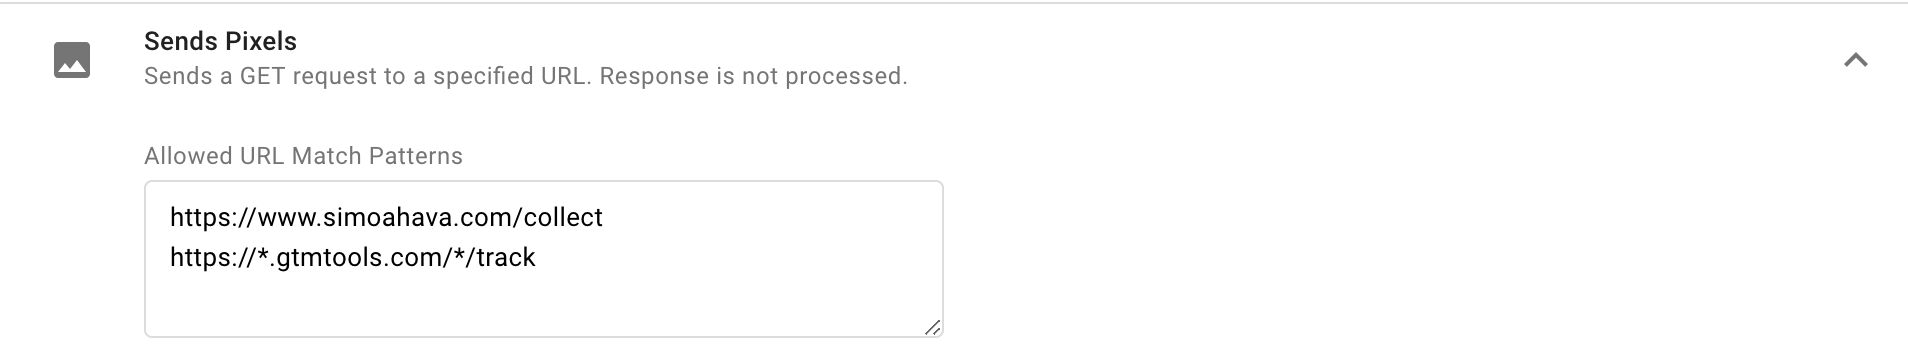 Sends Pixels
Sends a GET request to a specified URL. Response is not processed.
Allowed URL Match Patterns
https://www.simoahava.com/collect
https://*.gtmtools.com/*/track